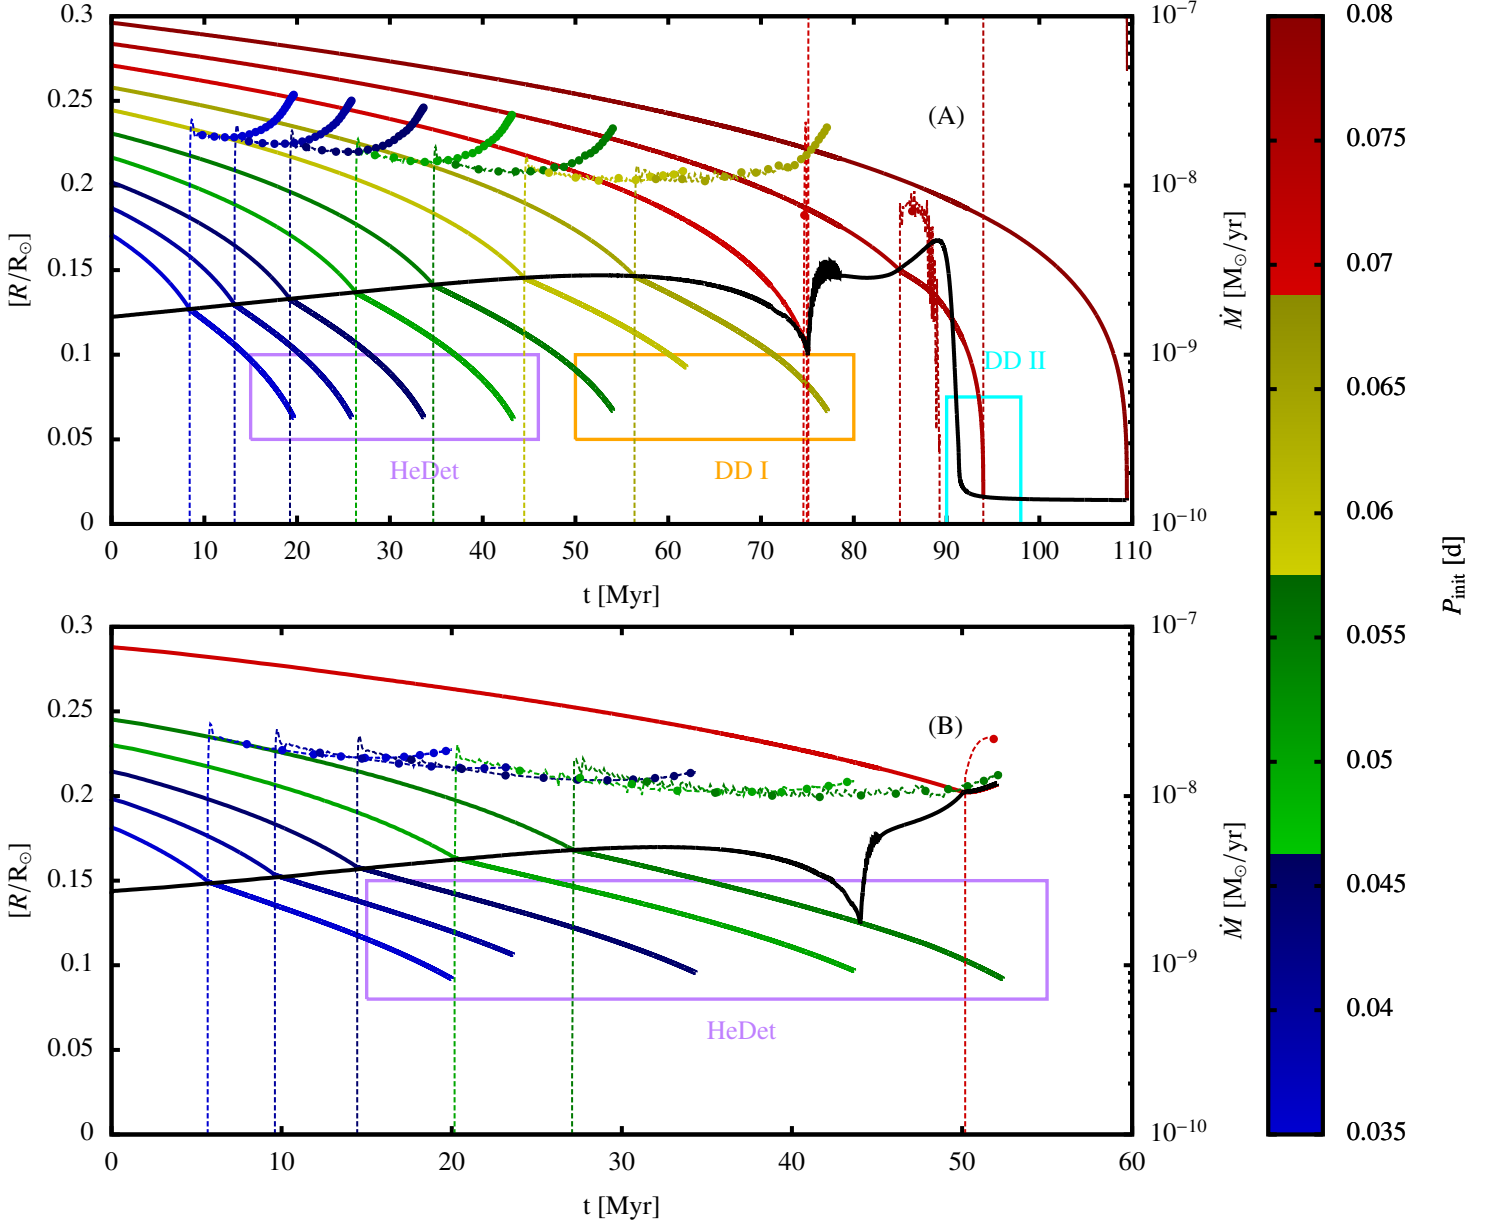 0.3
0.25
0.2
0.15
0.1
0.05
0
[R/R⊙]
0 10 20 30 40 50 60 70 80 90 100 110
t [Myr]
10⁻⁷
10⁻⁸
10⁻⁹
10⁻¹⁰
Ṁ [M⊙/yr]
(A)
HeDet
DD I
DD II
0.3
0.25
0.2
0.15
0.1
0.05
0
[R/R⊙]
0 10 20 30 40 50 60
t [Myr]
10⁻⁷
10⁻⁸
10⁻⁹
10⁻¹⁰
Ṁ [M⊙/yr]
(B)
HeDet
0.08
0.075
0.07
0.065
0.06
0.055
0.05
0.045
0.04
0.035
P_init [d]